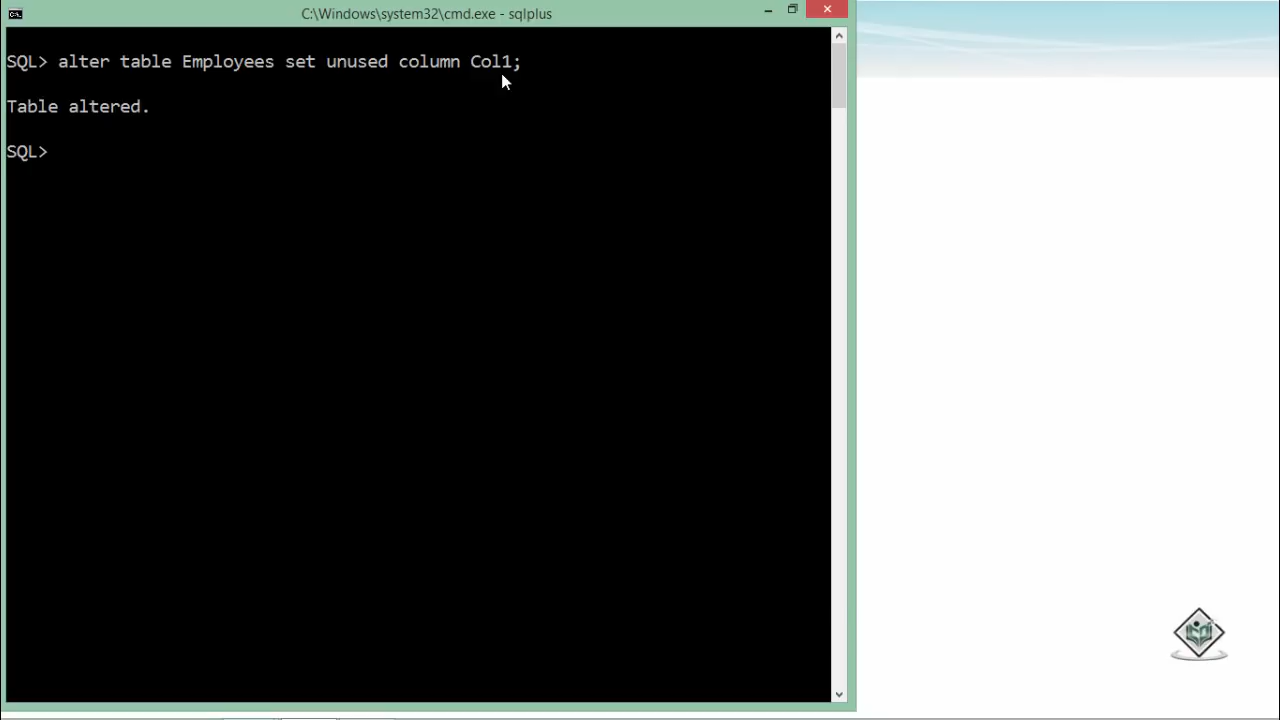 C:\Windows\system32\cmd.exe - sqlplus
SQL> alter table Employees set unused column Col1;
Table altered.
SQL>